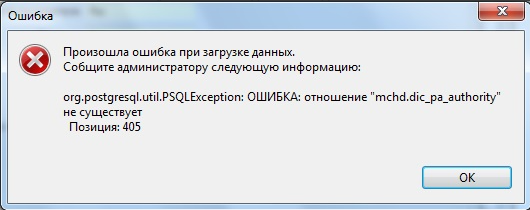 Ошибка
Произошла ошибка при загрузке данных.
Собщите администратору следующую информацию:
org.postgresql.util.PSQLException: ОШИБКА: отношение "mchd.dic_pa_authority"
не существует
Позиция: 405
OK